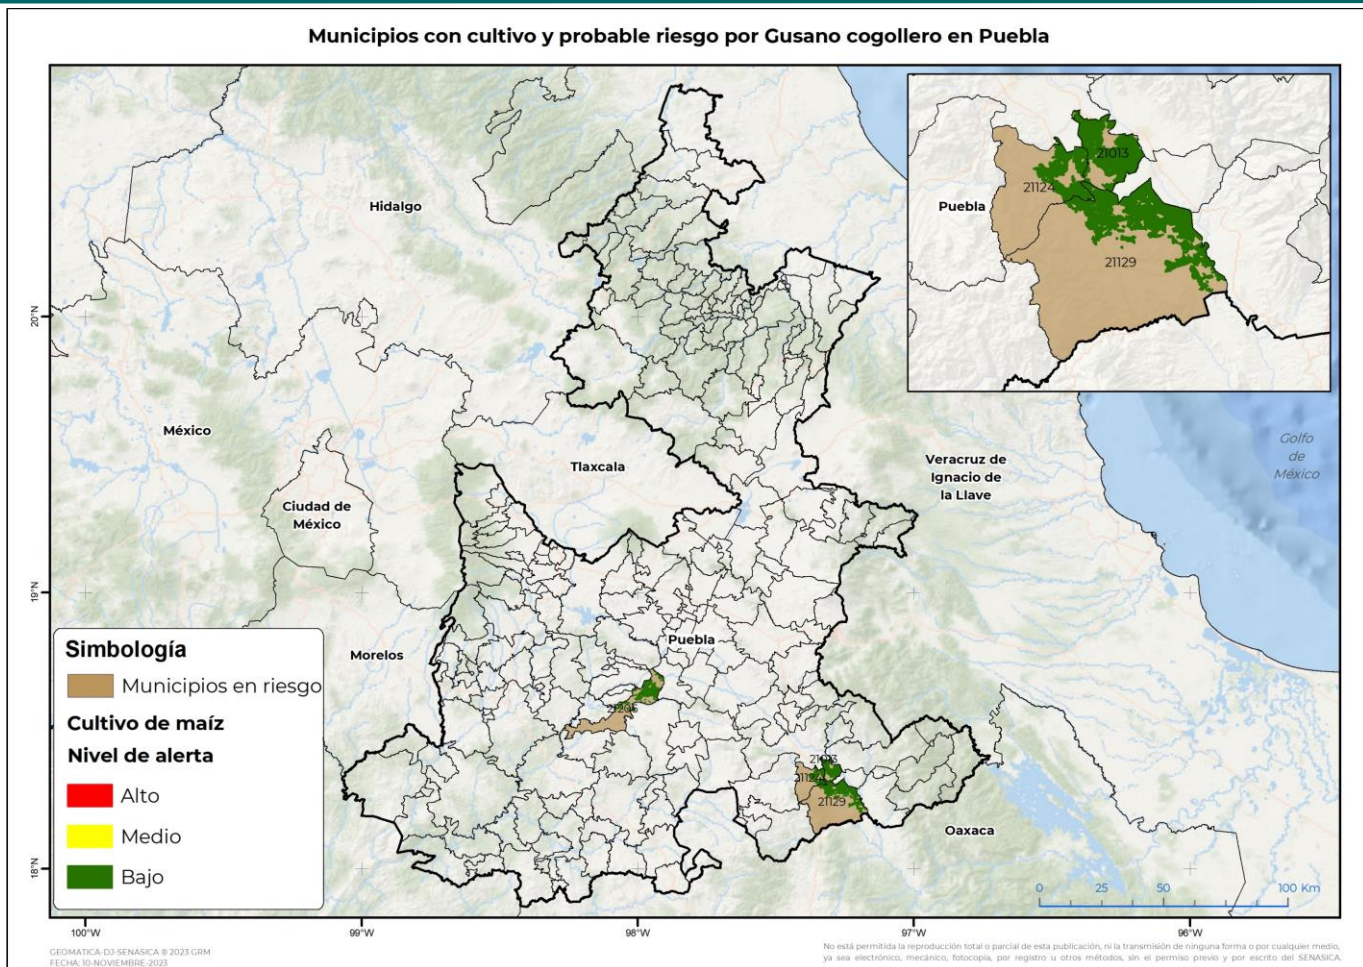 Municipios con cultivo y probable riesgo por Gusano cogollero en Puebla
21013
21124
Puebla
21129
Hidalgo
20°N
México
Tlaxcala
Veracruz de
Ignacio de
la Llave
Golfo
de
México
Ciudad de
México
19°N
Puebla
Morelos
21129
Oaxaca
18°N
Simbología
Municipios en riesgo
Cultivo de maíz
Nivel de alerta
Alto
Medio
Bajo
0 25 50 100 Km
100°W 99°W 98°W 97°W 96°W
GEOMATICA-DJ-SENASICA ® 2023 GRM
FECHA: 10-NOVIEMBRE-2023
No está permitida la reproducción total o parcial de esta publicación, ni la transmisión de ninguna forma o por cualquier medio,
ya sea electrónico, mecánico, fotocopia, por registro u otros métodos, sin el permiso previo y por escrito del SENASICA.